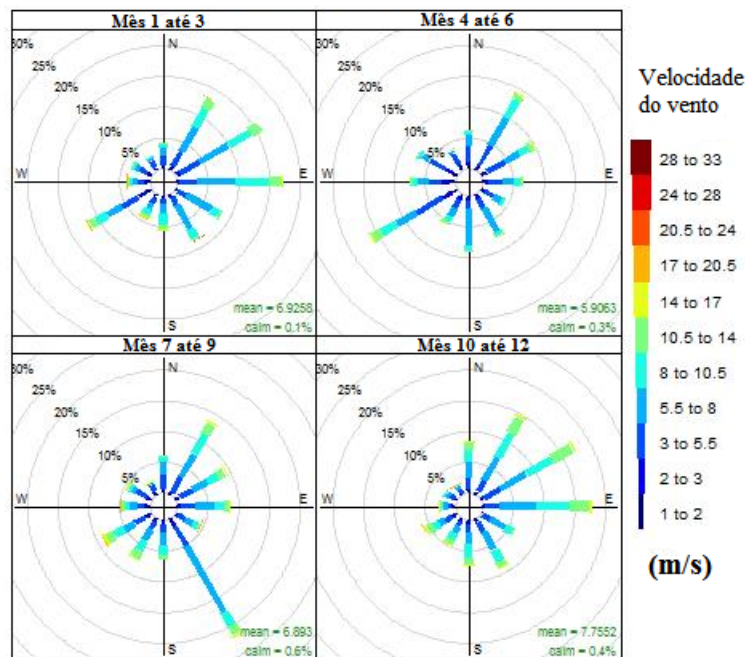 Mês 1 até 3
Mês 4 até 6
30%
25%
20%
15%
10%
5%
N
W
E
S
mean = 6.9258
calm = 0.1%
30%
25%
20%
15%
10%
5%
N
W
E
S
mean = 5.9063
calm = 0.3%
Mês 7 até 9
Mês 10 até 12
30%
25%
20%
15%
10%
5%
N
W
E
S
mean = 6.893
calm = 0.6%
30%
25%
20%
15%
10%
5%
N
W
E
S
mean = 7.7552
calm = 0.4%
Velocidade
do vento
28 to 33
24 to 28
20.5 to 24
17 to 20.5
14 to 17
10.5 to 14
8 to 10.5
5.5 to 8
3 to 5.5
2 to 3
1 to 2
(m/s)